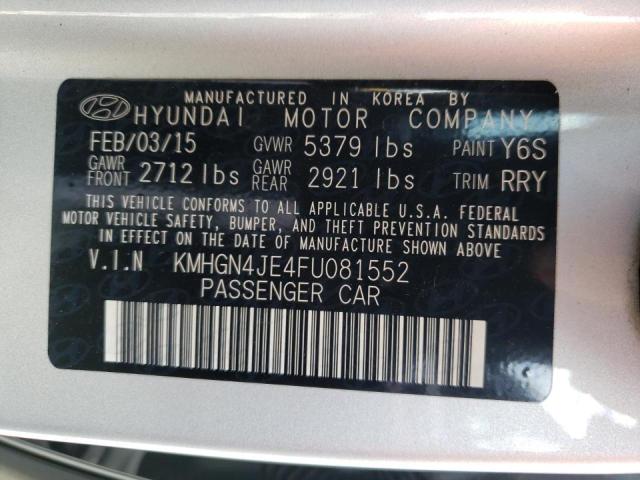 MANUFACTURED IN KOREA BY
HYUNDAI MOTOR COMPANY
FEB/03/15 GVWR 5379 lbs PAINT Y6S
GAWR FRONT 2712 lbs GAWR REAR 2921 lbs TRIM RRY
THIS VEHICLE CONFORMS TO ALL APPLICABLE U.S.A. FEDERAL
MOTOR VEHICLE SAFETY, BUMPER, AND THEFT PREVENTION STANDARDS
IN EFFECT ON THE DATE OF MANUFACTURE SHOWN ABOVE
V.I.N KMHGN4JE4FU081552
PASSENGER CAR